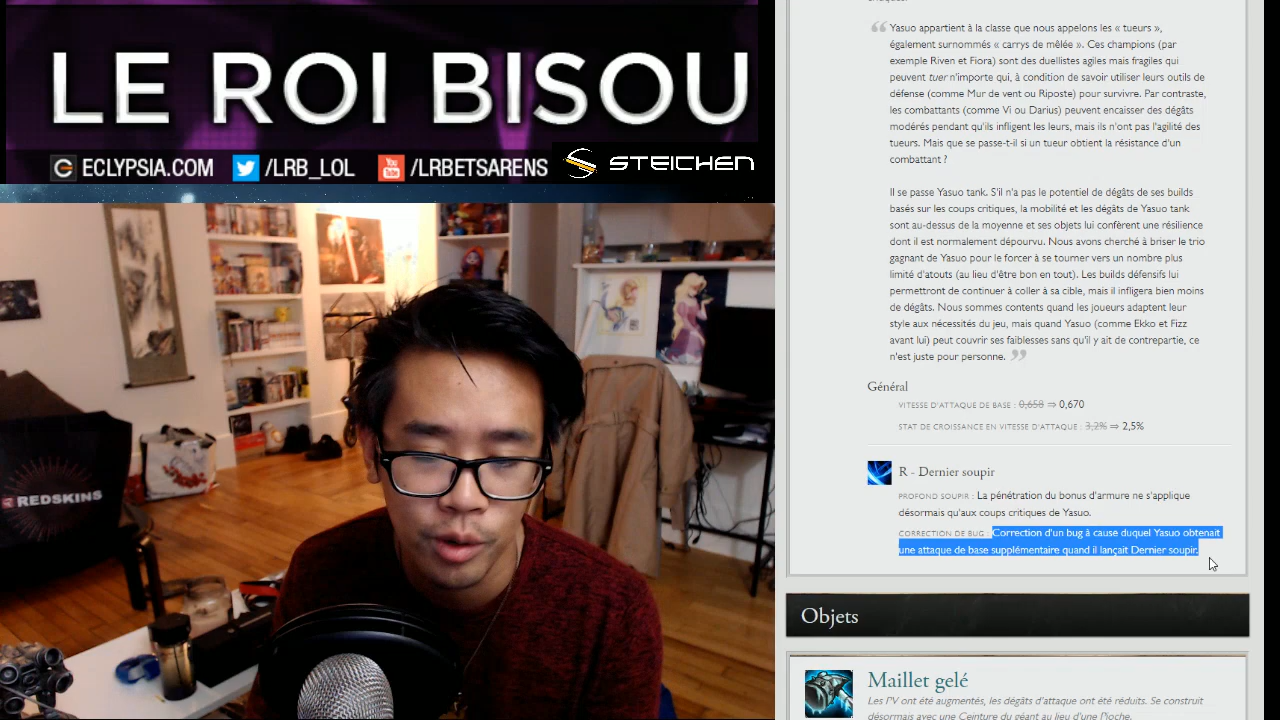 LE ROI BISOU
ECLYPSIA.COM /LRB_LOL You Tube /LRBETSARENS STEICHEN
REDSKINS
Yasuo appartient à la classe que nous appelons les « tueurs »,
également surnommés « carrys de mêlée ». Ces champions (par
exemple Riven et Fiora) sont des duellistes agiles mais fragiles qui
peuvent tuer n'importe qui, à condition de savoir utiliser leurs outils de
défense (comme Mur de vent ou Riposte) pour survivre. Par contraste,
les combattants (comme Vi ou Darius) peuvent encaisser des dégâts
modérés pendant qu'ils infligent les leurs, mais ils n'ont pas l'agilité des
tueurs. Mais que se passe-t-il si un tueur obtient la résistance d'un
combattant ?
Il se passe Yasuo tank. S'il n'a pas le potentiel de dégâts de ses builds
basés sur les coups critiques, la mobilité et les dégâts de Yasuo tank
sont au-dessus de la moyenne et ses objets lui confèrent une résilience
dont il est normalement dépourvu. Nous avons cherché à briser le trio
gagnant de Yasuo pour le forcer à se tourner vers un nombre plus
limité d'atouts (au lieu d'être bon en tout). Les builds défensifs lui
permettront de continuer à coller à sa cible, mais il infligera bien moins
de dégâts. Nous sommes contents quand les joueurs adaptent leur
style aux nécessités du jeu, mais quand Yasuo (comme Ekko et Fizz
avant lui) peut couvrir ses faiblesses sans qu'il y ait de contrepartie, ce
n'est juste pour personne.
Général
VITESSE D'ATTAQUE DE BASE : 0,658 ⇒ 0,670
STAT DE CROISSANCE EN VITESSE D'ATTAQUE : 3,2% ⇒ 2,5%
R - Dernier soupir
PROFOND SOUPIR : La pénétration du bonus d'armure ne s'applique
désormais qu'aux coups critiques de Yasuo.
CORRECTION DE BUG : Correction d'un bug à cause duquel Yasuo obtenait
une attaque de base supplémentaire quand il lançait Dernier soupir.
Objets
Maillet gelé
Les PV ont été augmentés, les dégâts d'attaque ont été réduits. Se construit
désormais avec une Ceinture du géant au lieu d'une Pioche.